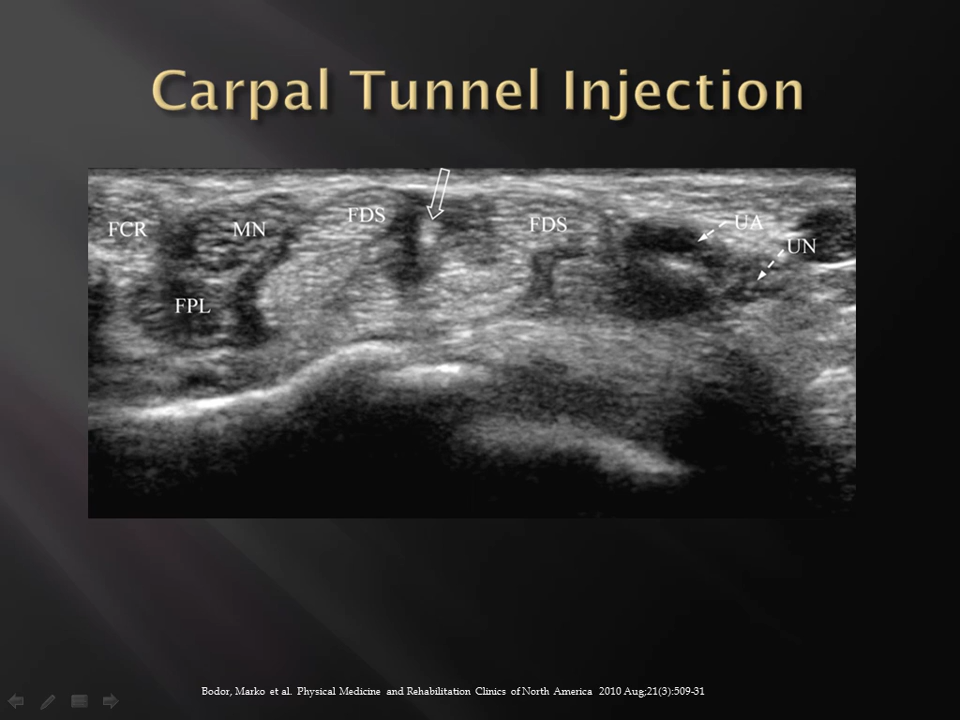 Carpal Tunnel Injection
FCR
MN
FDS
FDS
UA
UN
FPL
Bodor, Marko et al. Physical Medicine and Rehabilitation Clinics of North America 2010 Aug;21(3):509-31